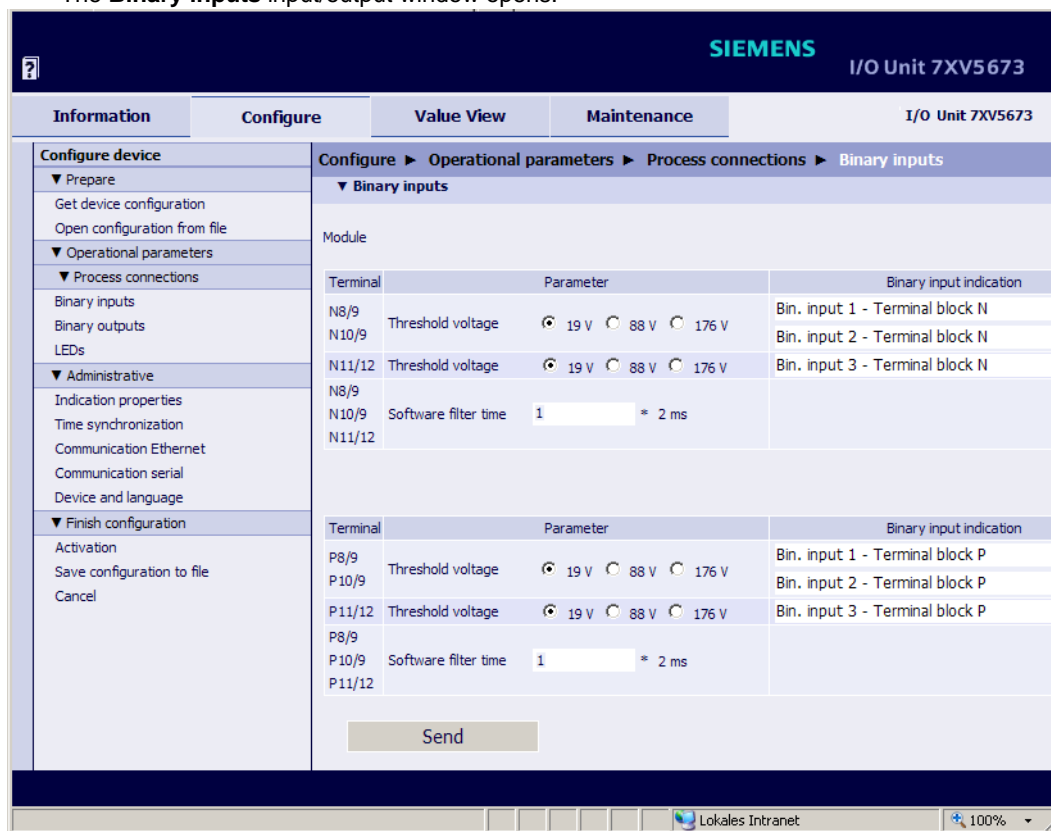 The Binary inputs input/output window opens.
SIEMENS
I/O Unit 7XV5673
?
Information Configure Value View Maintenance I/O Unit 7XV5673
Configure device
▼ Prepare
Get device configuration
Open configuration from file
▼ Operational parameters
▼ Process connections
Binary inputs
Binary outputs
LEDs
▼ Administrative
Indication properties
Time synchronization
Communication Ethernet
Communication serial
Device and language
▼ Finish configuration
Activation
Save configuration to file
Cancel
Configure ► Operational parameters ► Process connections ► Binary inputs
▼ Binary inputs
Module
Terminal Parameter Binary input indication
N8/9
N10/9
Threshold voltage 19 V 88 V 176 V
Bin. input 1 - Terminal block N
Bin. input 2 - Terminal block N
N11/12 Threshold voltage 19 V 88 V 176 V Bin. input 3 - Terminal block N
N8/9
N10/9 Software filter time 1 * 2 ms
N11/12
Terminal Parameter Binary input indication
P8/9
P10/9
Threshold voltage 19 V 88 V 176 V
Bin. input 1 - Terminal block P
Bin. input 2 - Terminal block P
P11/12 Threshold voltage 19 V 88 V 176 V Bin. input 3 - Terminal block P
P8/9
P10/9 Software filter time 1 * 2 ms
P11/12
Send
Lokales Intranet 100%